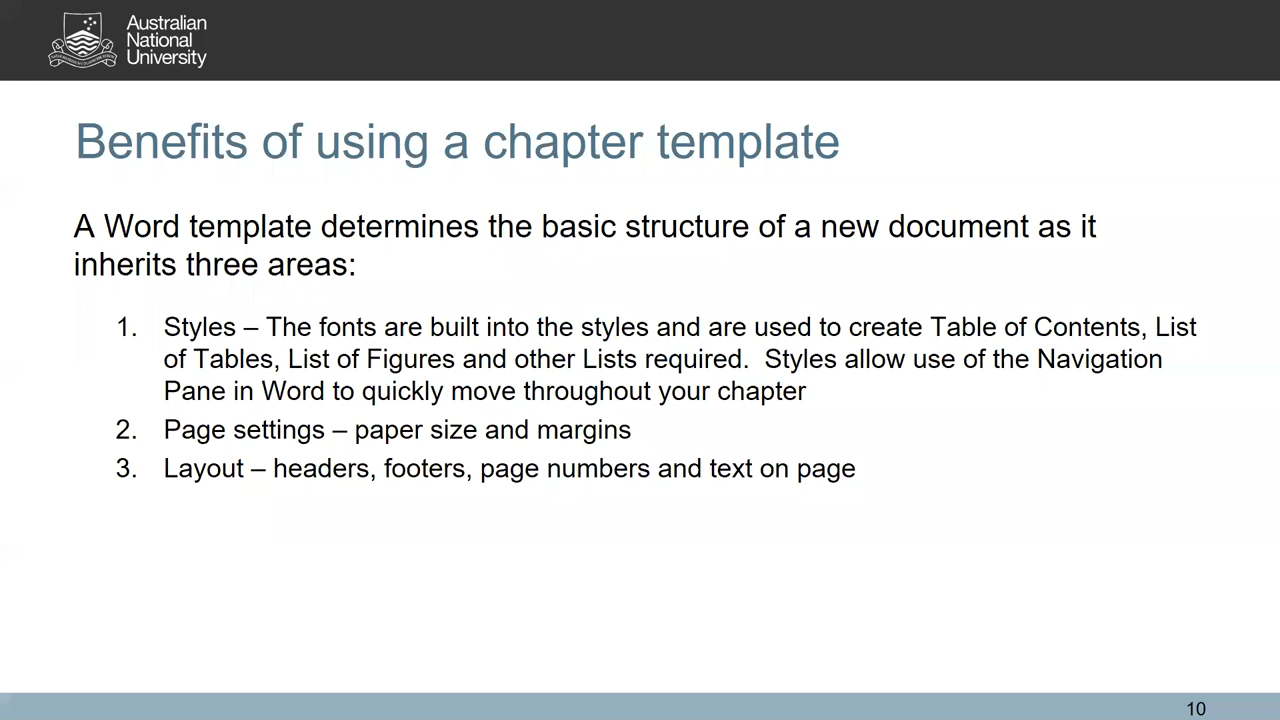 Australian
National
University
Benefits of using a chapter template
A Word template determines the basic structure of a new document as it
inherits three areas:
1. Styles – The fonts are built into the styles and are used to create Table of Contents, List
of Tables, List of Figures and other Lists required.  Styles allow use of the Navigation
Pane in Word to quickly move throughout your chapter
2. Page settings – paper size and margins
3. Layout – headers, footers, page numbers and text on page
10